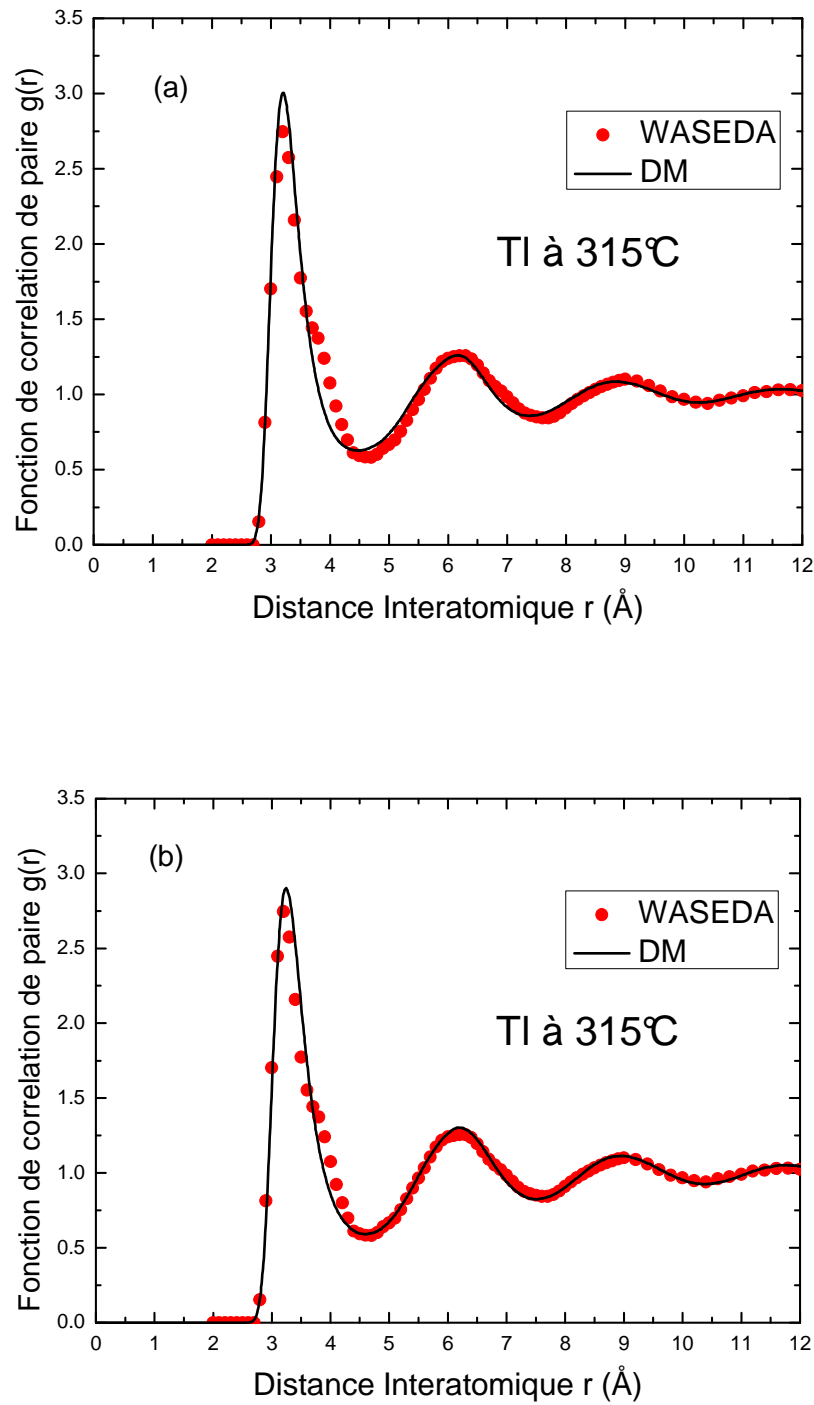 3.5
3.0
2.5
2.0
1.5
1.0
0.5
0.0
Fonction de correlation de paire g(r)
(a)
WASEDA
DM
Tl à 315°C
0 1 2 3 4 5 6 7 8 9 10 11 12
Distance Interatomique r (Å)
3.5
3.0
2.5
2.0
1.5
1.0
0.5
0.0
Fonction de correlation de paire g(r)
(b)
WASEDA
DM
Tl à 315°C
0 1 2 3 4 5 6 7 8 9 10 11 12
Distance Interatomique r (Å)